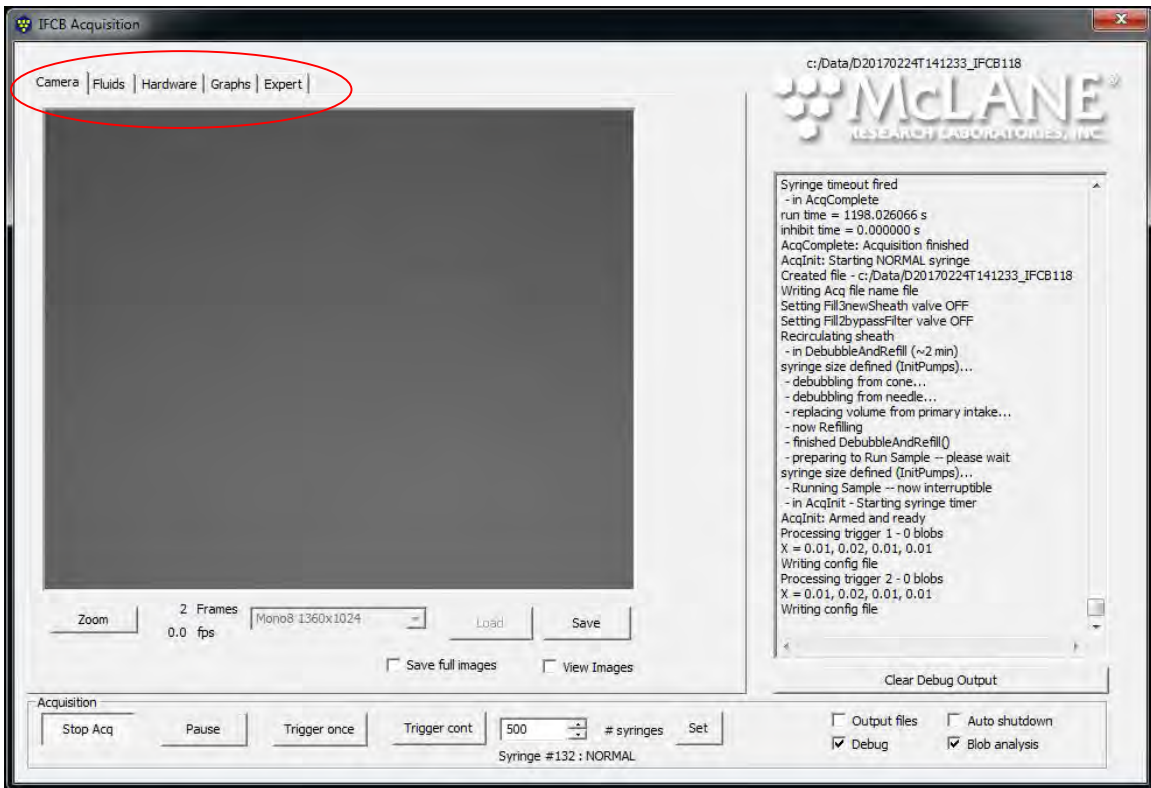 IFCB Acquisition
Camera Fluids Hardware Graphs Expert
c:/Data/D20170224T141233_IFCB118
McLANE®
RESEARCH LABORATORIES, INC
Syringe timeout fired
- in AcqComplete
run time = 1198.026066 s
inhibit time = 0.000000 s
AcqComplete: Acquisition finished
AcqInit: Starting NORMAL syringe
Created file - c:/Data/D20170224T141233_IFCB118
Writing Acq file name file
Setting Fill3newSheath valve OFF
Setting Fill2bypassFilter valve OFF
Recirculating sheath
- in DebubbleAndRefill (~2 min)
syringe size defined (InitPumps)...
- debubbling from cone...
- debubbling from needle...
- replacing volume from primary intake...
- now Refilling
- finished DebubbleAndRefill()
- preparing to Run Sample -- please wait
syringe size defined (InitPumps)...
- Running Sample -- now interruptible
- in AcqInit - Starting syringe timer
AcqInit: Armed and ready
Processing trigger 1 - 0 blobs
X = 0.01, 0.02, 0.01, 0.01
Writing config file
Processing trigger 2 - 0 blobs
X = 0.01, 0.02, 0.01, 0.01
Writing config file
Zoom
2 Frames
0.0 fps
Mono8 1360x1024
Load
Save
Save full images
View Images
Clear Debug Output
Acquisition
Stop Acq
Pause
Trigger once
Trigger cont
500
# syringes
Set
Syringe #132 : NORMAL
Output files
Auto shutdown
Debug
Blob analysis